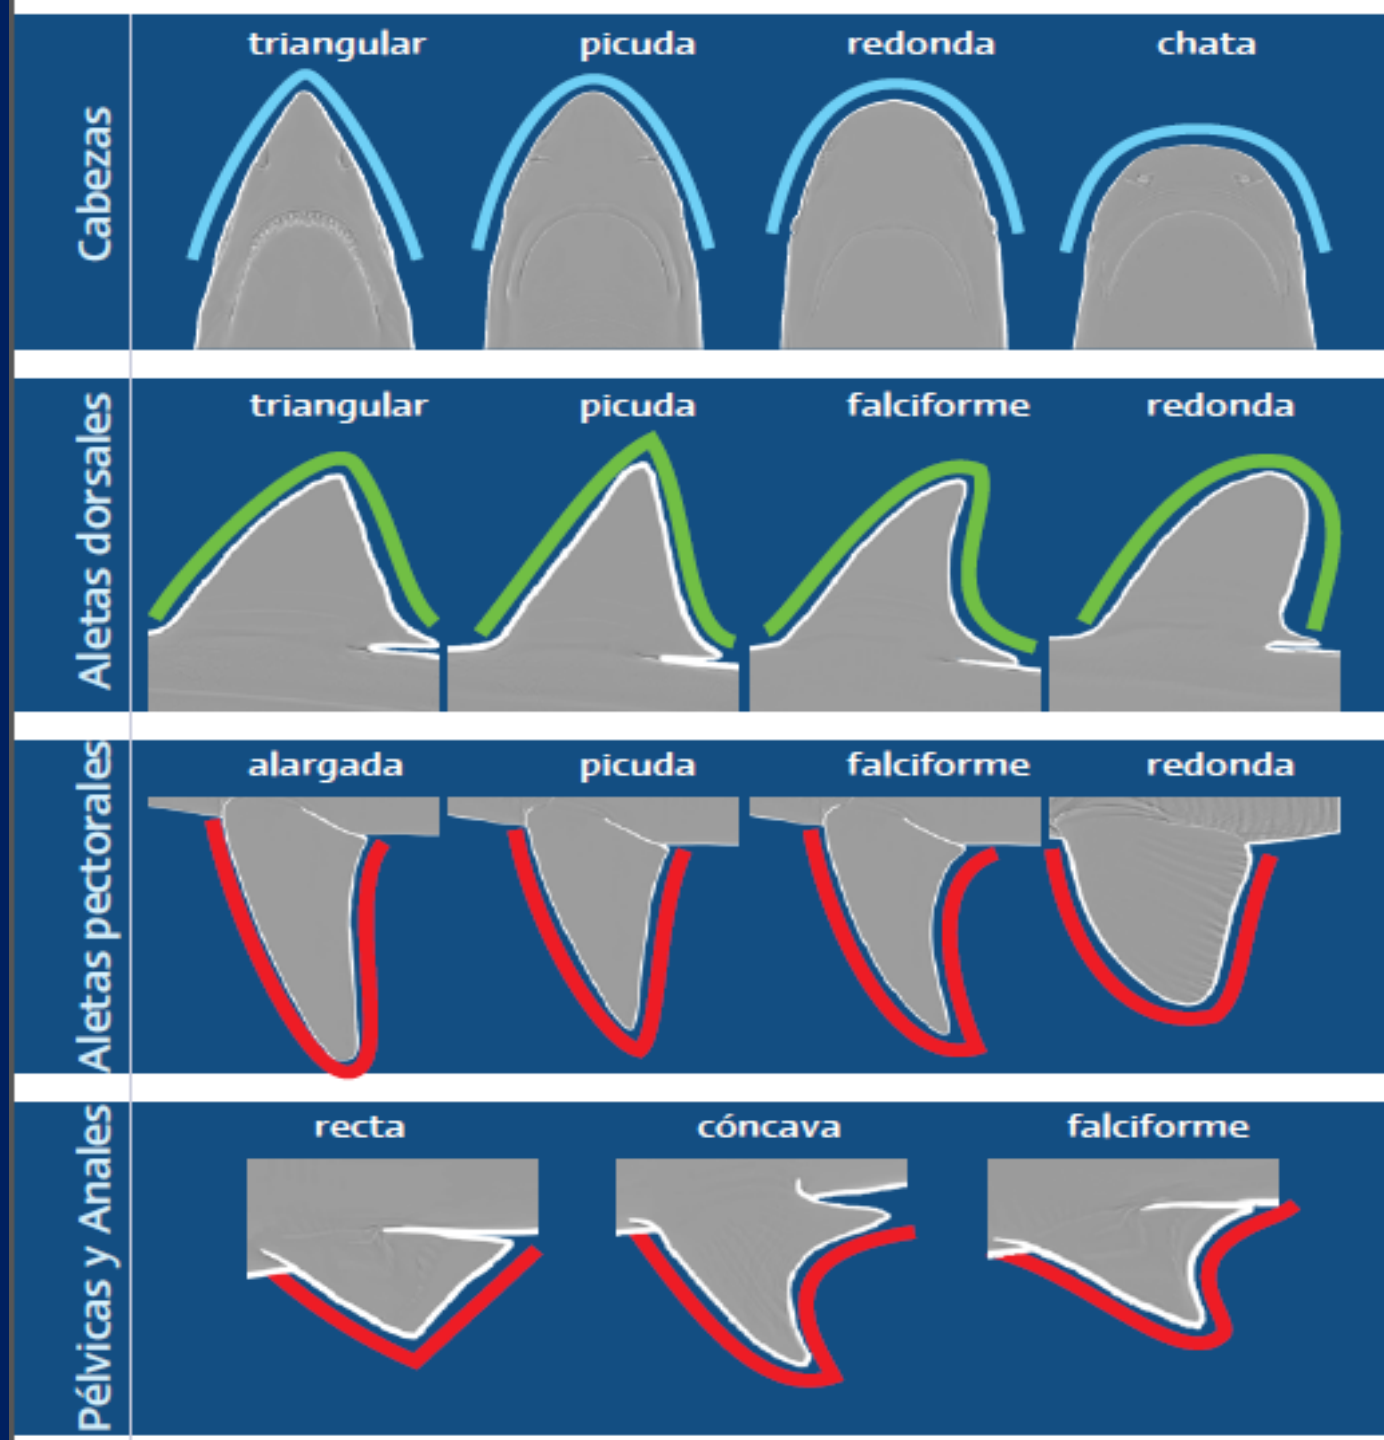 Cabezas
triangular picuda redonda chata
Aletas dorsales
triangular picuda falciforme redonda
Aletas pectorales
alargada picuda falciforme redonda
Pélvicas y Anales
recta cóncava falciforme